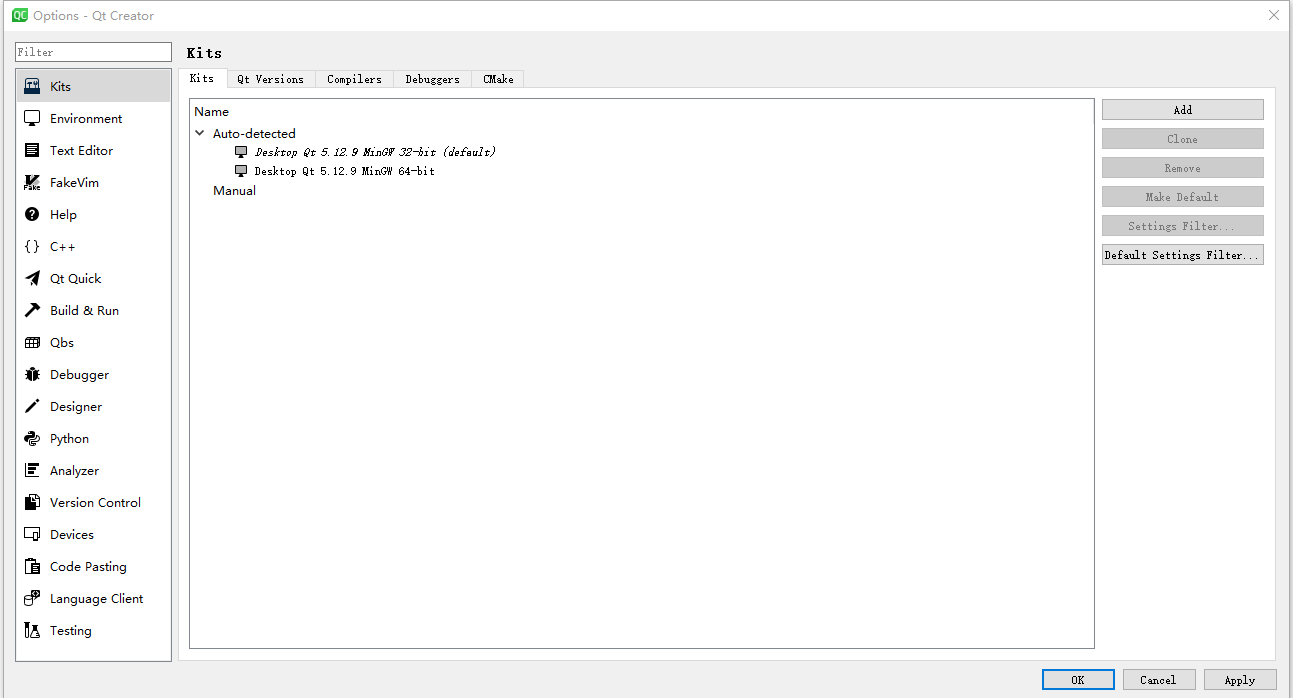 Options - Qt Creator
Filter
Kits
Kits
Environment
Text Editor
FakeVim
Help
C++
Qt Quick
Build & Run
Qbs
Debugger
Designer
Python
Analyzer
Version Control
Devices
Code Pasting
Language Client
Testing
Kits Qt Versions Compilers Debuggers CMake
Name
Auto-detected
Desktop Qt 5.12.9 MinGW 32-bit (default)
Desktop Qt 5.12.9 MinGW 64-bit
Manual
Add
Clone
Remove
Make Default
Settings Filter...
Default Settings Filter...
OK Cancel Apply